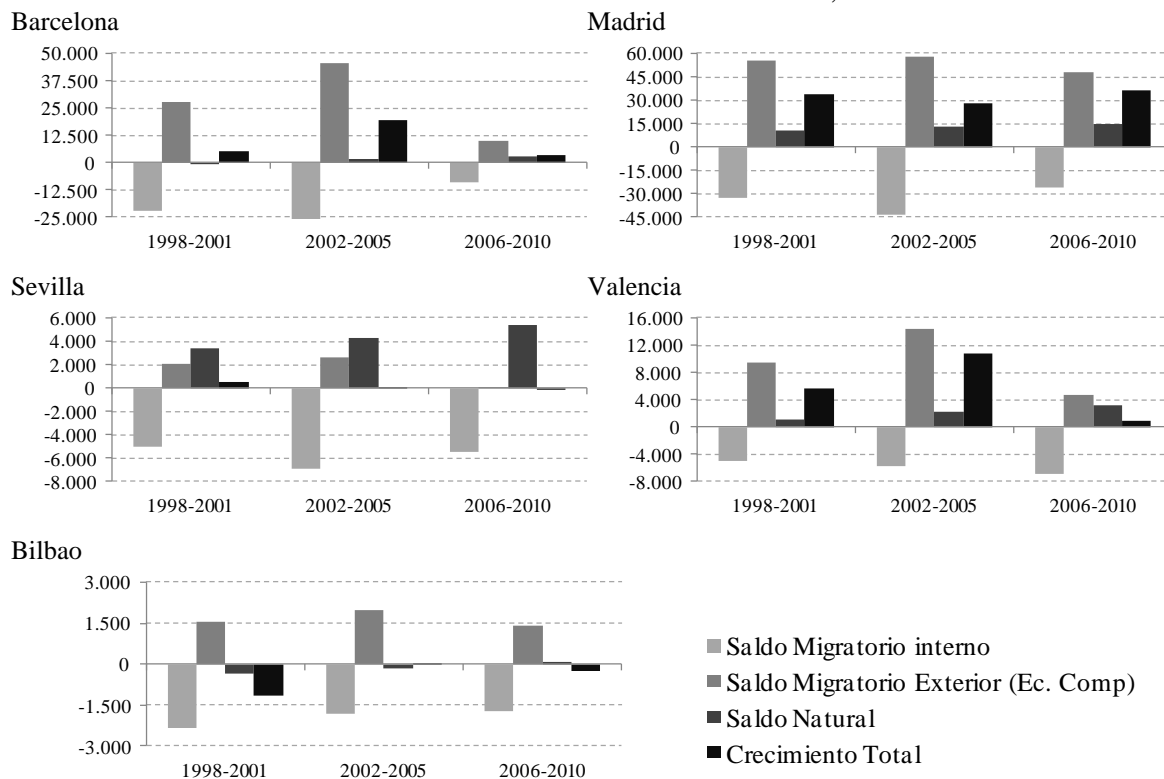 Barcelona
50.000
37.500
25.000
12.500
0
-12.500
-25.000
1998-2001 2002-2005 2006-2010
Madrid
60.000
45.000
30.000
15.000
0
-15.000
-30.000
-45.000
1998-2001 2002-2005 2006-2010
Sevilla
6.000
4.000
2.000
0
-2.000
-4.000
-6.000
-8.000
1998-2001 2002-2005 2006-2010
Valencia
16.000
12.000
8.000
4.000
0
-4.000
-8.000
1998-2001 2002-2005 2006-2010
Bilbao
3.000
1.500
0
-1.500
-3.000
1998-2001 2002-2005 2006-2010
Saldo Migratorio interno
Saldo Migratorio Exterior (Ec. Comp)
Saldo Natural
Crecimiento Total